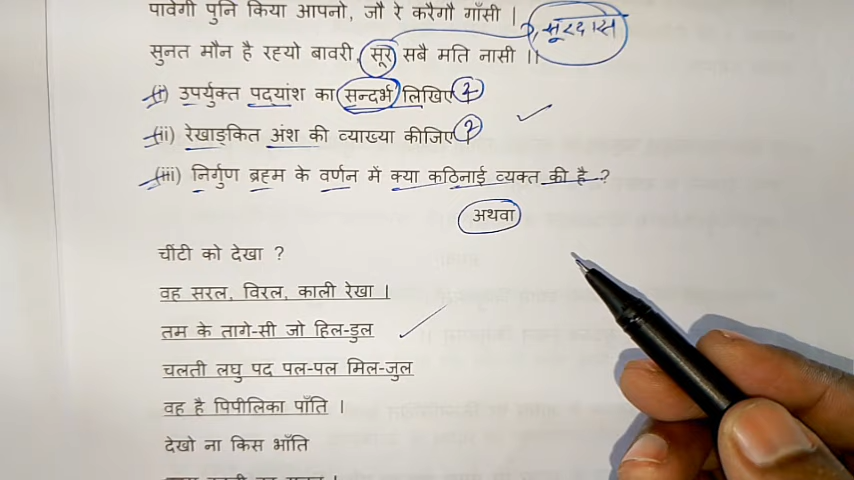 पावेगी पुनि किया आपनो, जौ रे करैगौ गाँसी |
सूरदास
सुनत मौन है रह्यो बावरी, सूर सबै मति नासी ||
(i) उपर्युक्त पद्यांश का सन्दर्भ लिखिए
(ii) रेखाङ्कित अंश की व्याख्या कीजिए
(iii) निर्गुण ब्रह्म के वर्णन में क्या कठिनाई व्यक्त की है ?
अथवा
चींटी को देखा ?
वह सरल, विरल, काली रेखा |
तम के तागे-सी जो हिल-डुल
चलती लघु पद पल-पल मिल-जुल
वह है पिपीलिका पाँति |
देखो ना किस भाँति